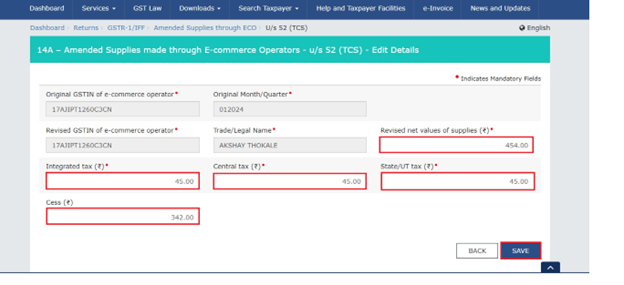 Dashboard Services GST Law Downloads Search Taxpayer Help and Taxpayer Facilities e-Invoice News and Updates
Dashboard Returns GSTR-1/IFF Amended Supplies through ECO U/s 52 (TCS) English
14A – Amended Supplies made through E-commerce Operators - u/s 52 (TCS) - Edit Details
• Indicates Mandatory Fields
Original GSTIN of e-commerce operator• Original Month/Quarter•
17AJIPT1260C3CN 012024
Revised GSTIN of e-commerce operator• Trade/Legal Name• Revised net values of supplies (₹)•
17AJIPT1260C3CN AKSHAY THOKALE 454.00
Integrated tax (₹)• Central tax (₹)• State/UT tax (₹)•
45.00 45.00 45.00
Cess (₹)
342.00
BACK SAVE